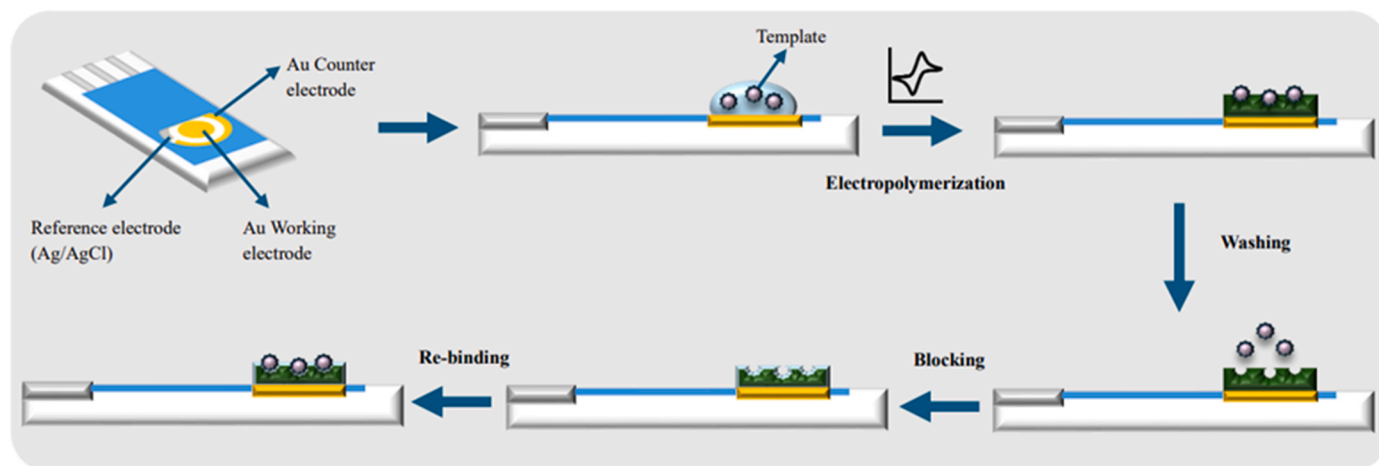 Au Counter
electrode
Reference electrode
(Ag/AgCl)
Au Working
electrode
Template
Electropolymerization
Washing
Blocking
Re-binding